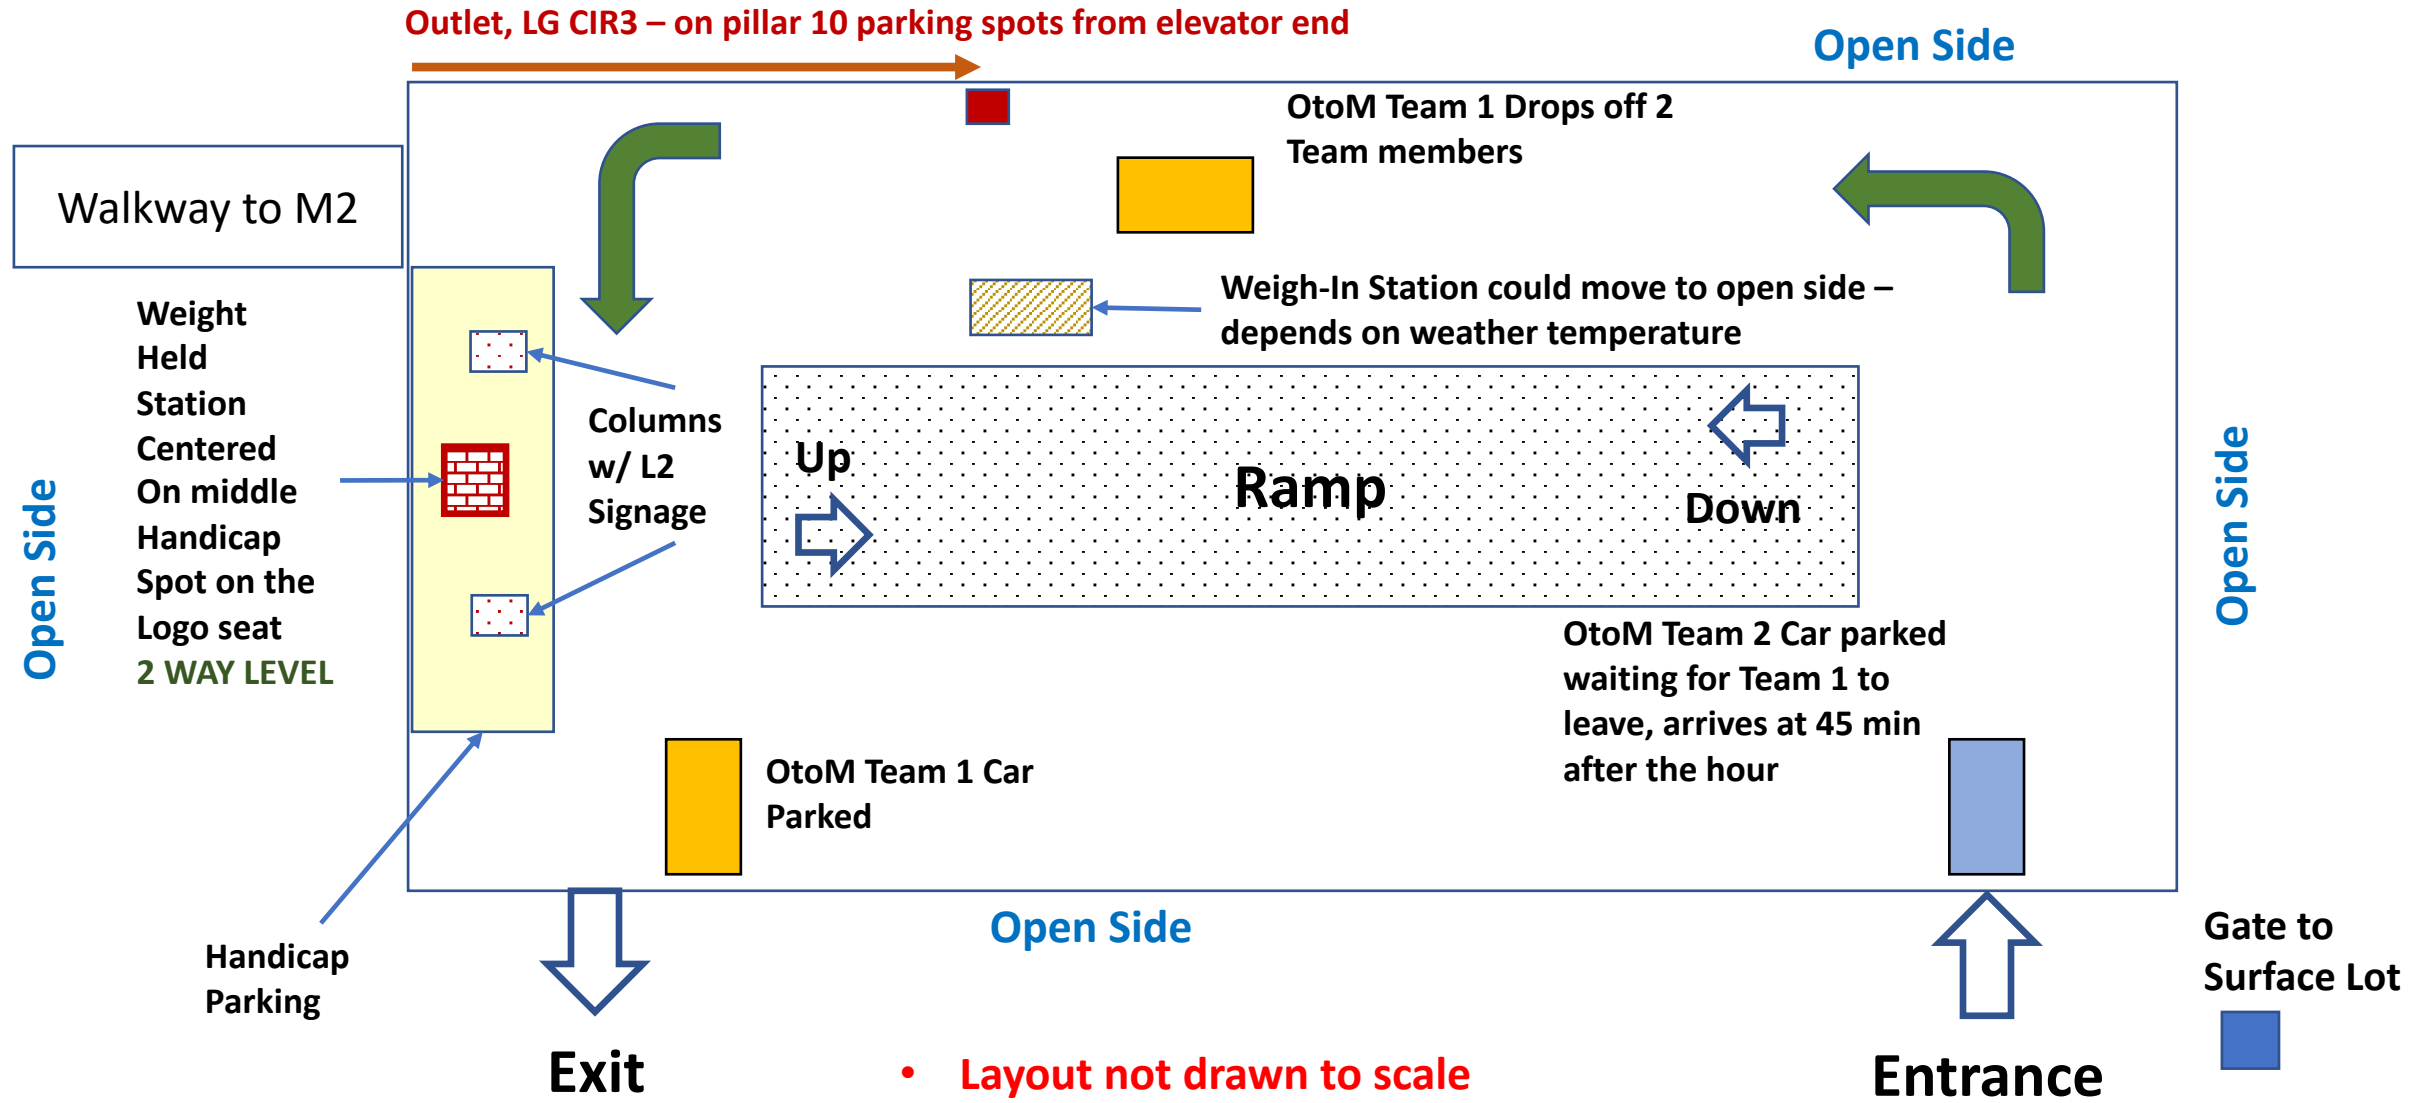 Outlet, LG CIR3 – on pillar 10 parking spots from elevator end
Open Side
OtoM Team 1 Drops off 2
Team members
Walkway to M2
Weigh-In Station could move to open side –
depends on weather temperature
Weight
Held
Station
Centered
On middle
Handicap
Spot on the
Logo seat
2 WAY LEVEL
Open Side
Columns
w/ L2
Signage
Up
Ramp
Down
Open Side
OtoM Team 2 Car parked
waiting for Team 1 to
leave, arrives at 45 min
after the hour
OtoM Team 1 Car
Parked
Open Side
Handicap
Parking
Gate to
Surface Lot
Exit
• Layout not drawn to scale
Entrance